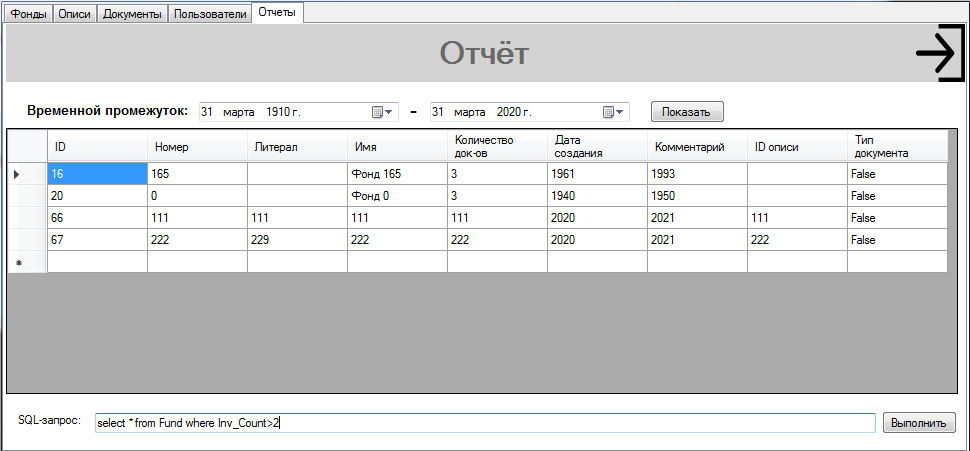 Фонды Описи Документы Пользователи Отчеты
Отчёт
Временной промежуток: 31 марта 1910 г. – 31 марта 2020 г. Показать
ID Номер Литерал Имя Количество док-ов Дата создания Комментарий ID описи Тип документа
16 165 Фонд 165 3 1961 1993 False
20 0 Фонд 0 3 1940 1950 False
66 111 111 111 111 2020 2021 111 False
67 222 229 222 222 2020 2021 222 False
SQL-запрос: select * from Fund where Inv_Count>2 Выполнить